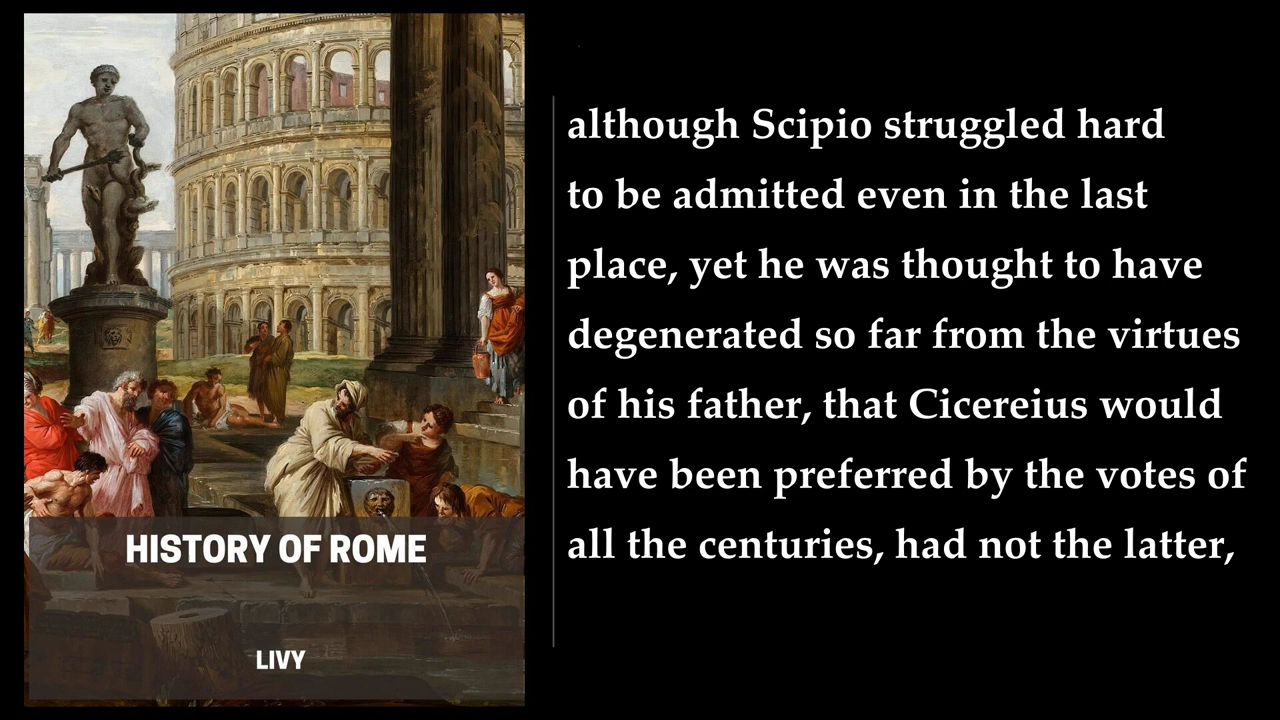 HISTORY OF ROME
LIVY
although Scipio struggled hard
to be admitted even in the last
place, yet he was thought to have
degenerated so far from the virtues
of his father, that Cicereius would
have been preferred by the votes of
all the centuries, had not the latter,